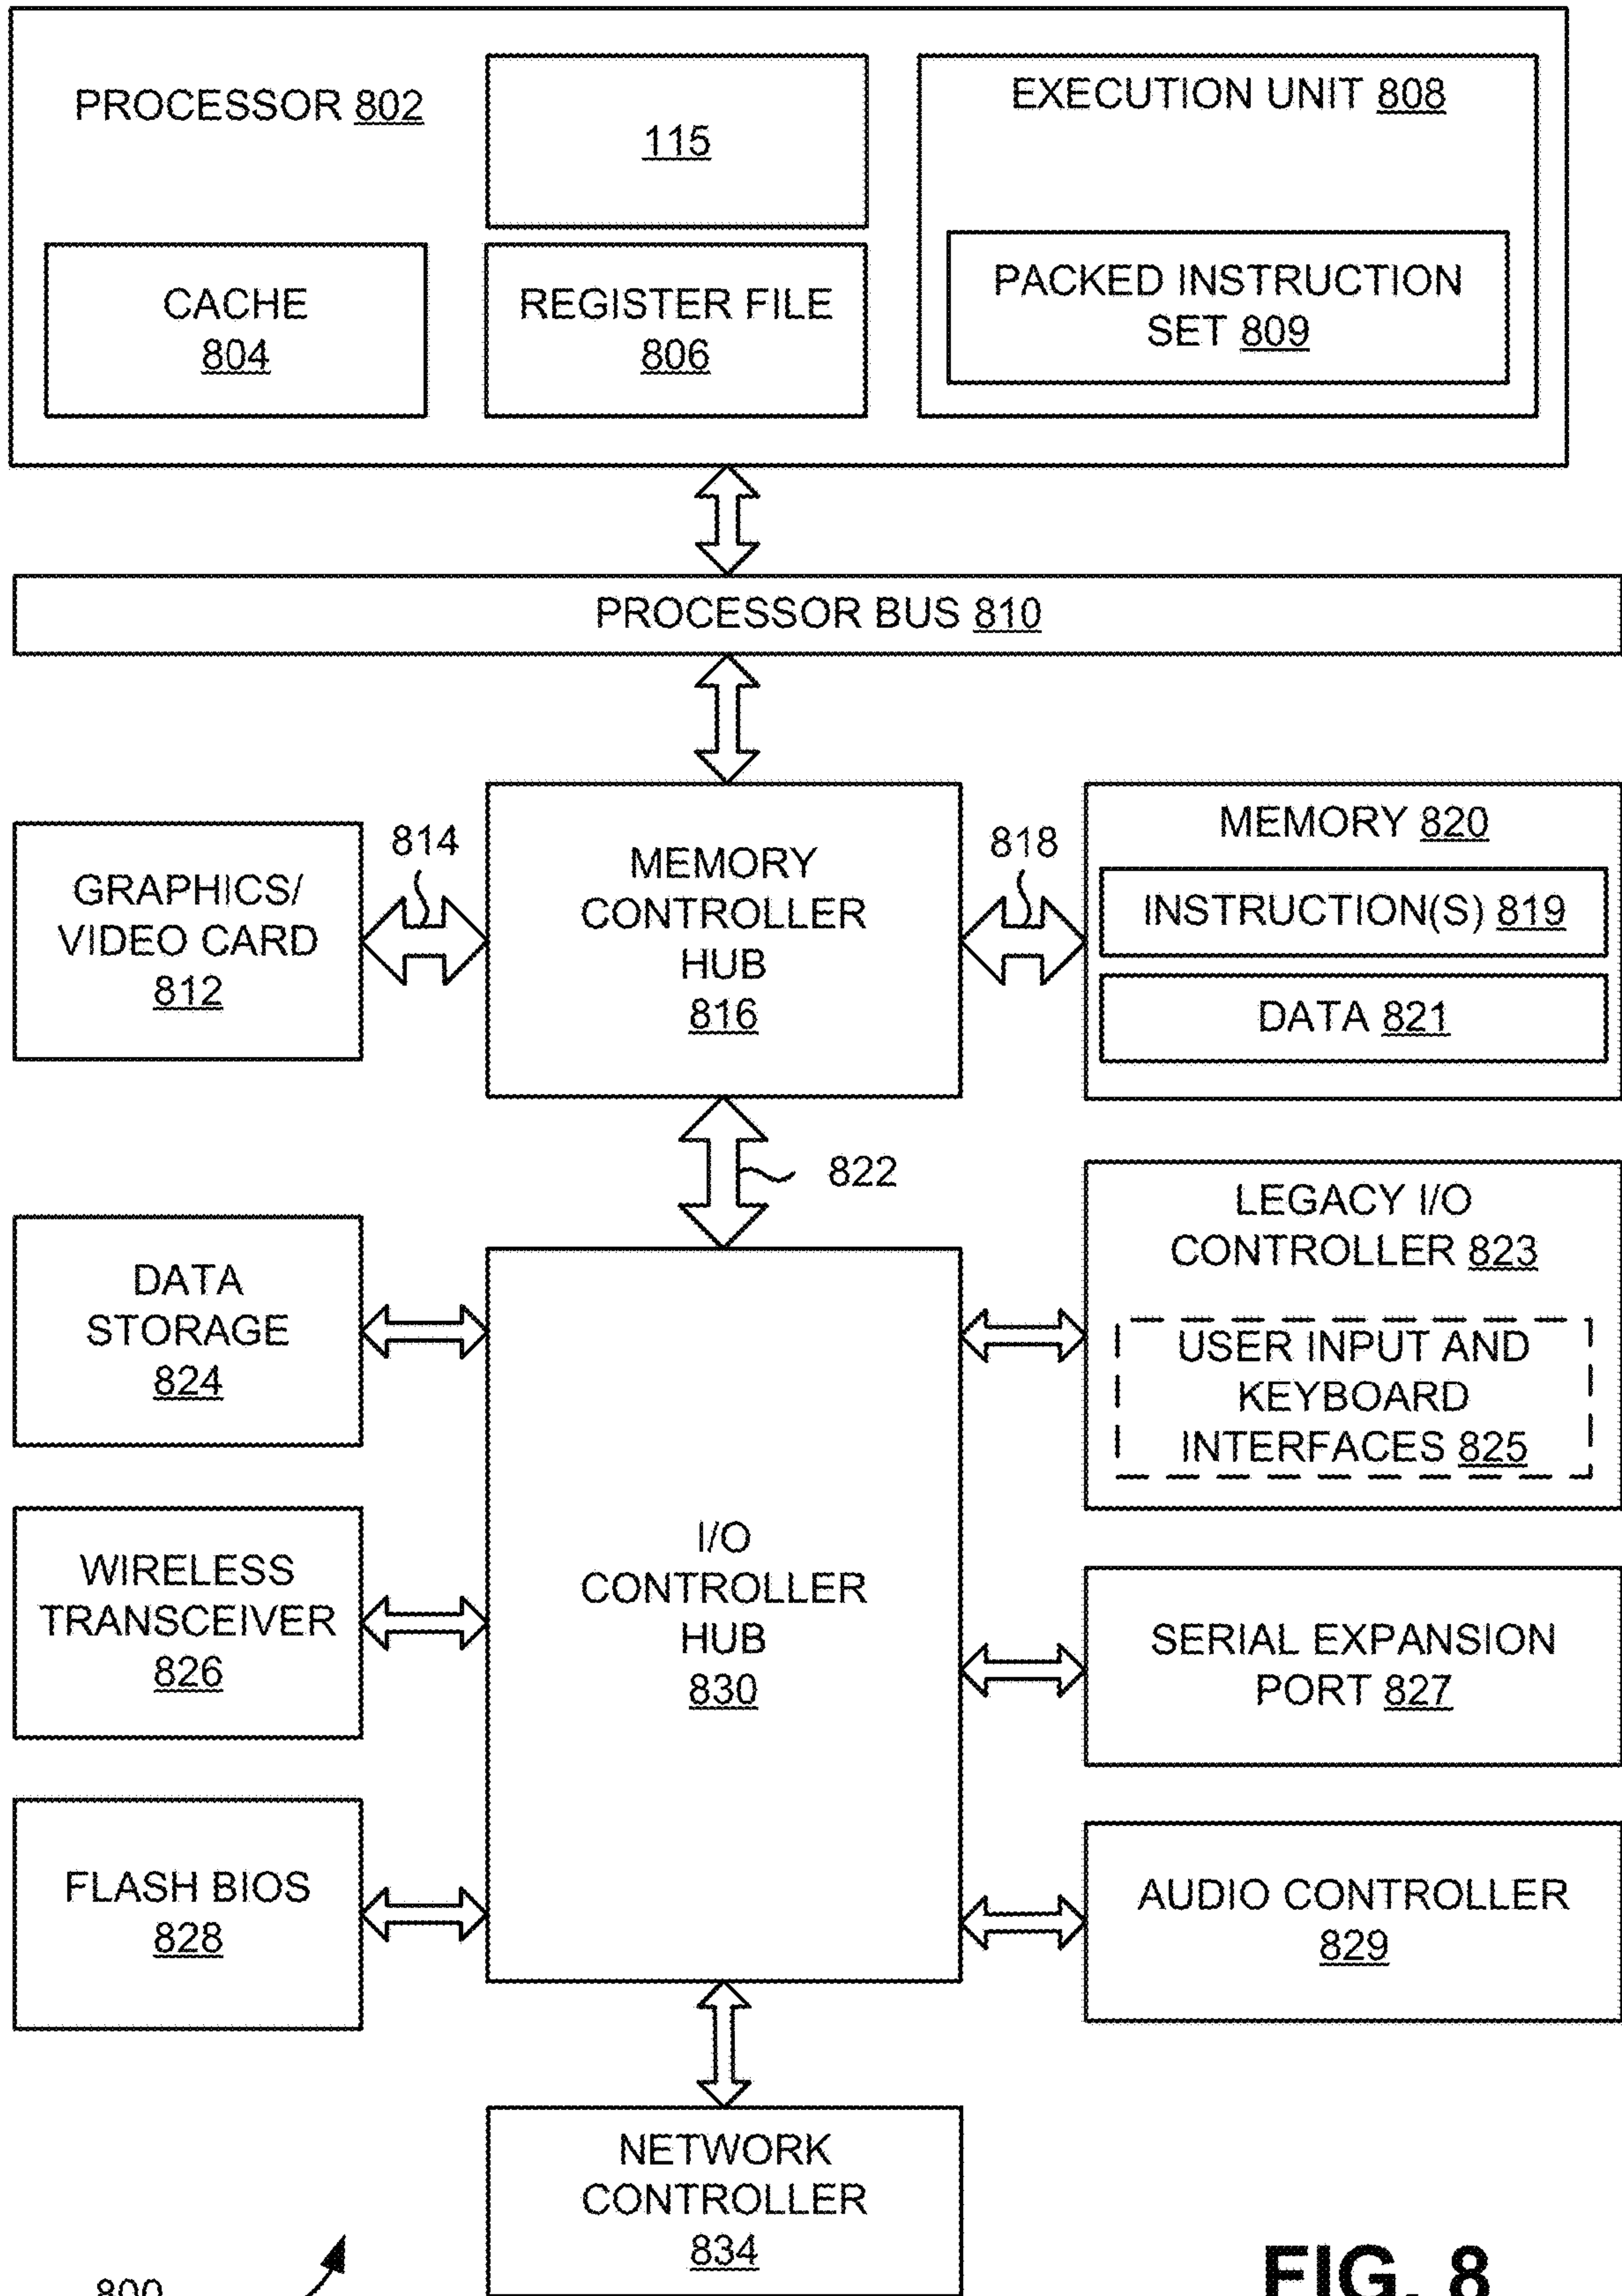 PROCESSOR 802
115
EXECUTION UNIT 808
CACHE
804
REGISTER FILE
806
PACKED INSTRUCTION
SET 809
PROCESSOR BUS 810
GRAPHICS/
VIDEO CARD
812
814
MEMORY
CONTROLLER
HUB
816
818
MEMORY 820
INSTRUCTION(S) 819
DATA 821
822
DATA
STORAGE
824
LEGACY I/O
CONTROLLER 823
USER INPUT AND
KEYBOARD
INTERFACES 825
WIRELESS
TRANSCEIVER
826
I/O
CONTROLLER
HUB
830
SERIAL EXPANSION
PORT 827
FLASH BIOS
828
AUDIO CONTROLLER
829
NETWORK
CONTROLLER
834
800
FIG. 8